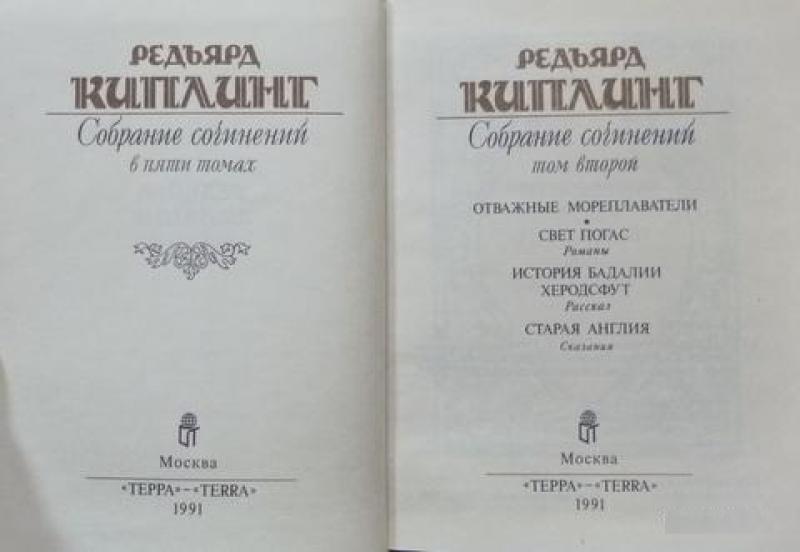 РЕДЬЯРД
КИПЛИНГ
Собрание сочинений
в пяти томах
Москва
«ТЕРРА»—«TERRA»
1991
РЕДЬЯРД
КИПЛИНГ
Собрание сочинений
том второй
ОТВАЖНЫЕ МОРЕПЛАВАТЕЛИ
•
СВЕТ ПОГАС
Романы
ИСТОРИЯ БАДАЛИИ
ХЕРОДСФУТ
Рассказ
СТАРАЯ АНГЛИЯ
Сказания
Москва
«ТЕРРА»—«TERRA»
1991